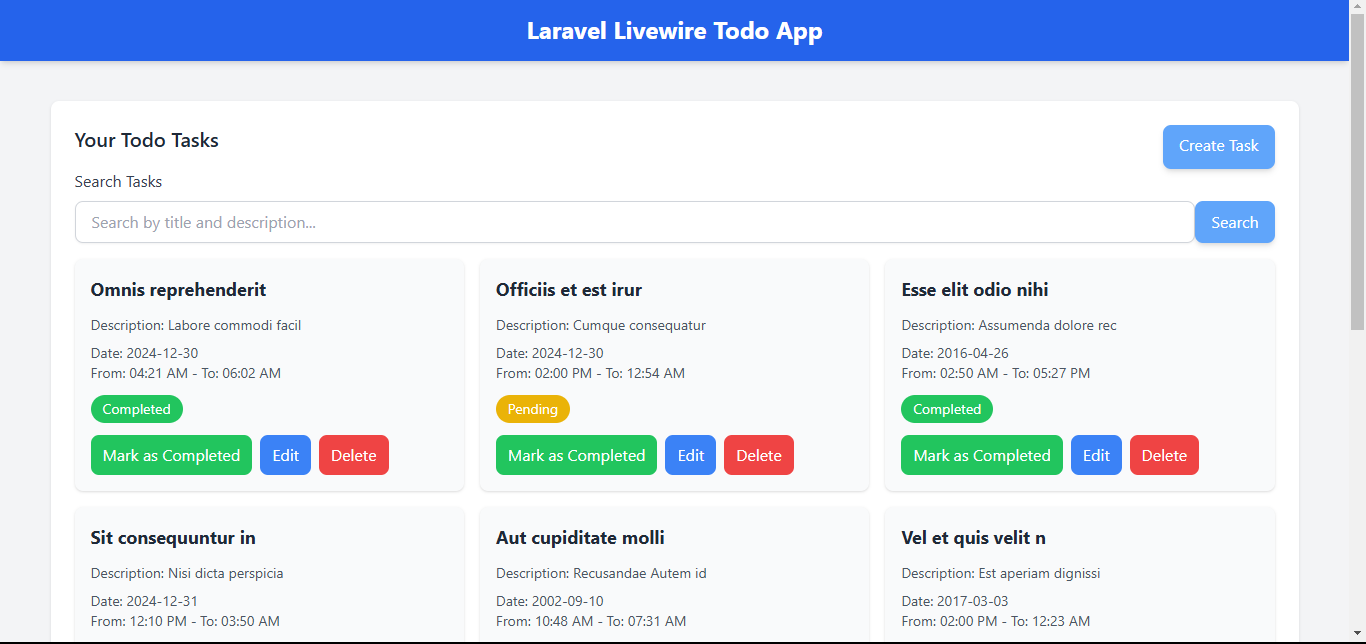 Laravel Livewire Todo App
Your Todo Tasks
Create Task
Search Tasks
Search by title and description...
Search
Omnis reprehenderit
Description: Labore commodi facil
Date: 2024-12-30
From: 04:21 AM - To: 06:02 AM
Completed
Mark as Completed Edit Delete
Officiis et est irur
Description: Cumque consequatur
Date: 2024-12-30
From: 02:00 PM - To: 12:54 AM
Pending
Mark as Completed Edit Delete
Esse elit odio nihi
Description: Assumenda dolore rec
Date: 2016-04-26
From: 02:50 AM - To: 05:27 PM
Completed
Mark as Completed Edit Delete
Sit consequuntur in
Description: Nisi dicta perspicia
Date: 2024-12-31
From: 12:10 PM - To: 03:50 AM
Aut cupiditate molli
Description: Recusandae Autem id
Date: 2002-09-10
From: 10:48 AM - To: 07:31 AM
Vel et quis velit n
Description: Est aperiam dignissi
Date: 2017-03-03
From: 02:00 PM - To: 12:23 AM